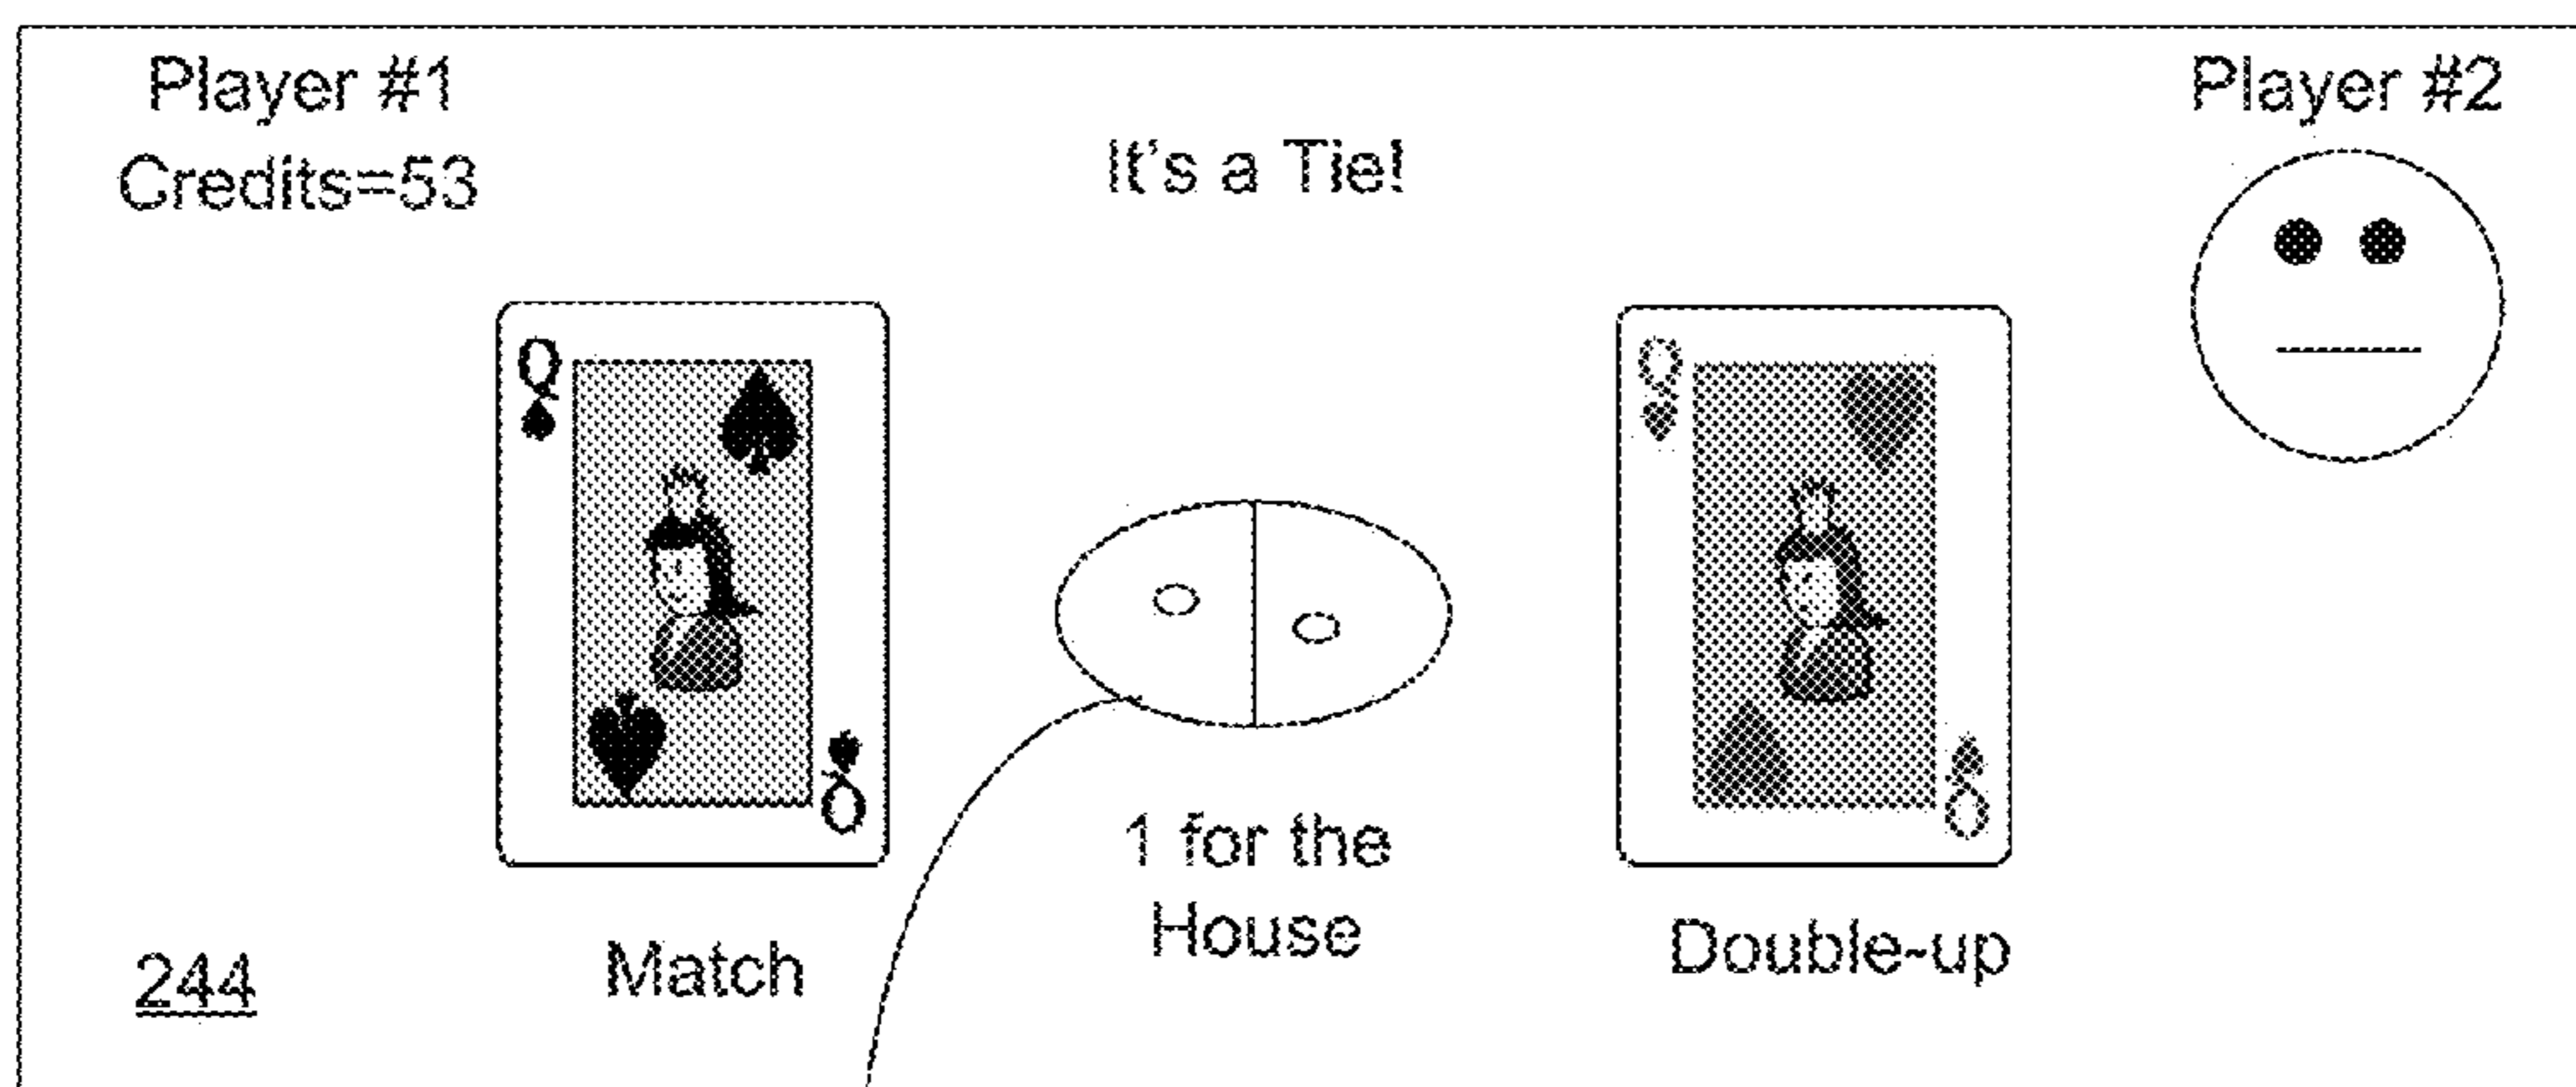 Player #1
Credits=53
It's a Tie!
Player #2
Q
Q
Q
Q
1 for the
House
Match
Double-up
244